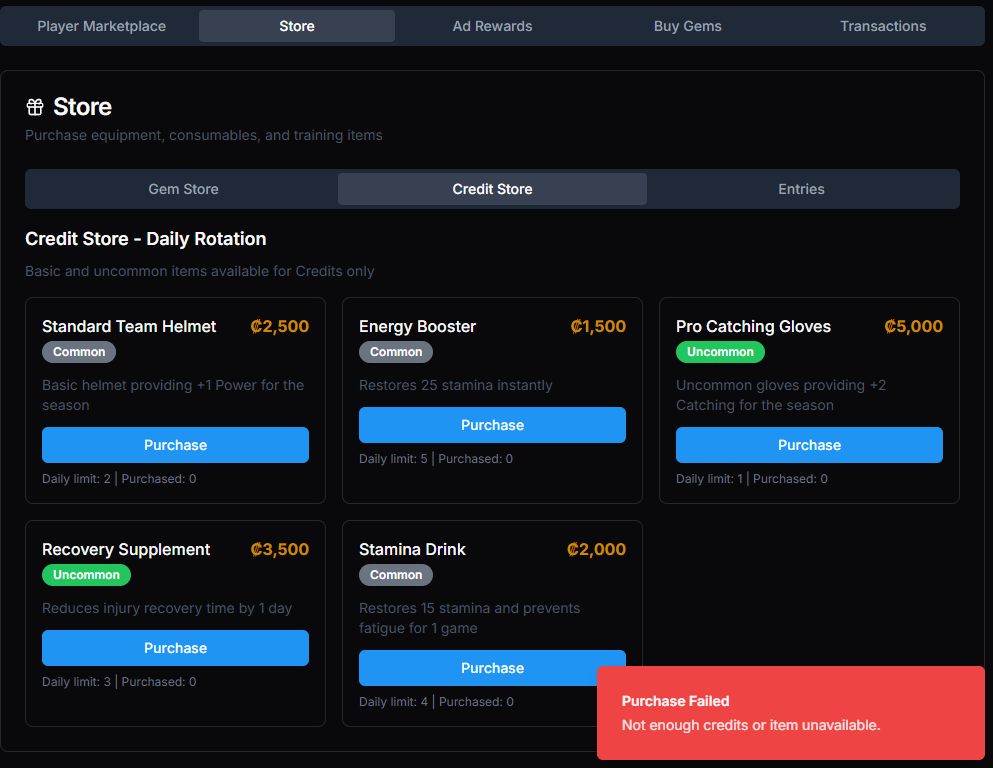 Player Marketplace
Store
Ad Rewards
Buy Gems
Transactions
Store
Purchase equipment, consumables, and training items
Gem Store
Credit Store
Entries
Credit Store - Daily Rotation
Basic and uncommon items available for Credits only
Standard Team Helmet
₡2,500
Common
Basic helmet providing +1 Power for the
season
Purchase
Daily limit: 2 | Purchased: 0
Energy Booster
₡1,500
Common
Restores 25 stamina instantly
Purchase
Daily limit: 5 | Purchased: 0
Pro Catching Gloves
₡5,000
Uncommon
Uncommon gloves providing +2
Catching for the season
Purchase
Daily limit: 1 | Purchased: 0
Recovery Supplement
₡3,500
Uncommon
Reduces injury recovery time by 1 day
Purchase
Daily limit: 3 | Purchased: 0
Stamina Drink
₡2,000
Common
Restores 15 stamina and prevents
fatigue for 1 game
Purchase
Daily limit: 4 | Purchased: 0
Purchase Failed
Not enough credits or item unavailable.